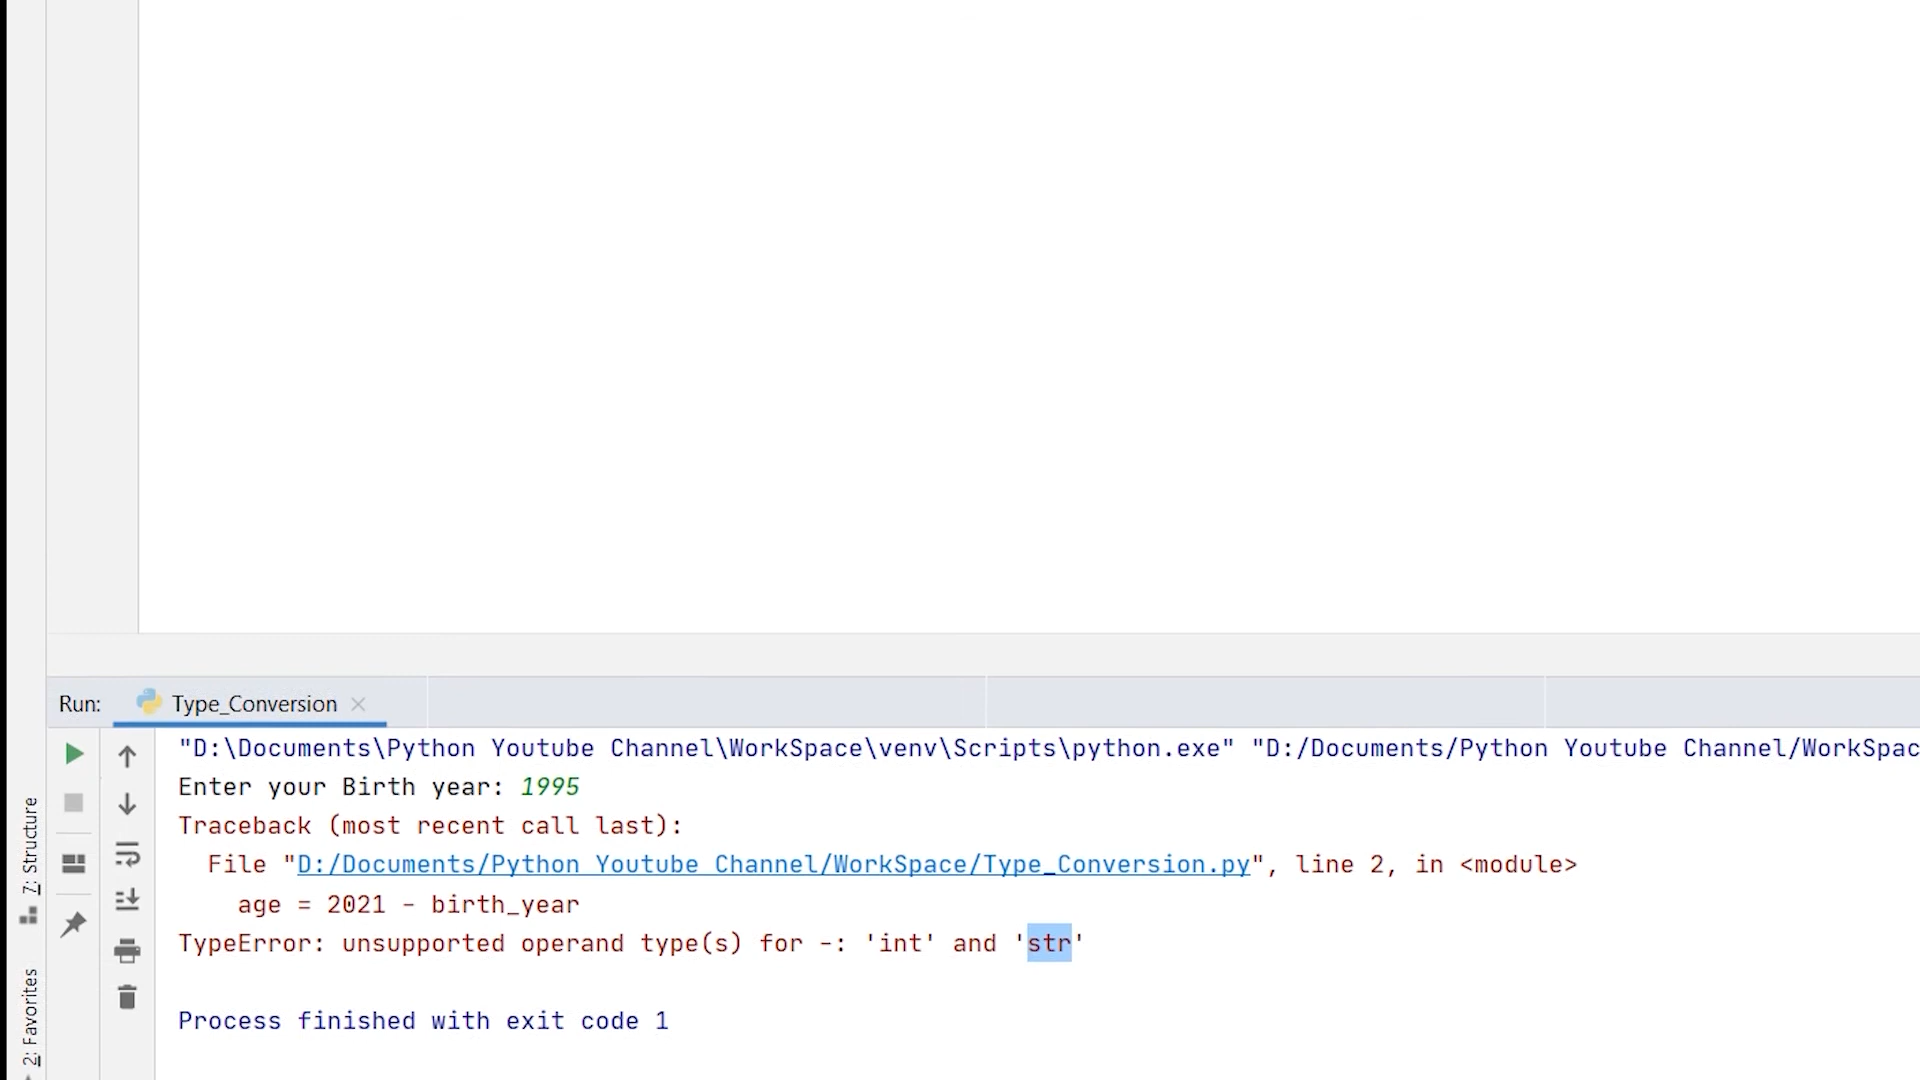 Run: Type_Conversion
"D:\Documents\Python Youtube Channel\WorkSpace\venv\Scripts\python.exe" "D:/Documents/Python Youtube Channel/WorkSpac
Enter your Birth year: 1995
Traceback (most recent call last):
File "D:/Documents/Python Youtube Channel/WorkSpace/Type_Conversion.py", line 2, in <module>
age = 2021 - birth_year
TypeError: unsupported operand type(s) for -: 'int' and 'str'
Process finished with exit code 1
7: Structure
2: Favorites